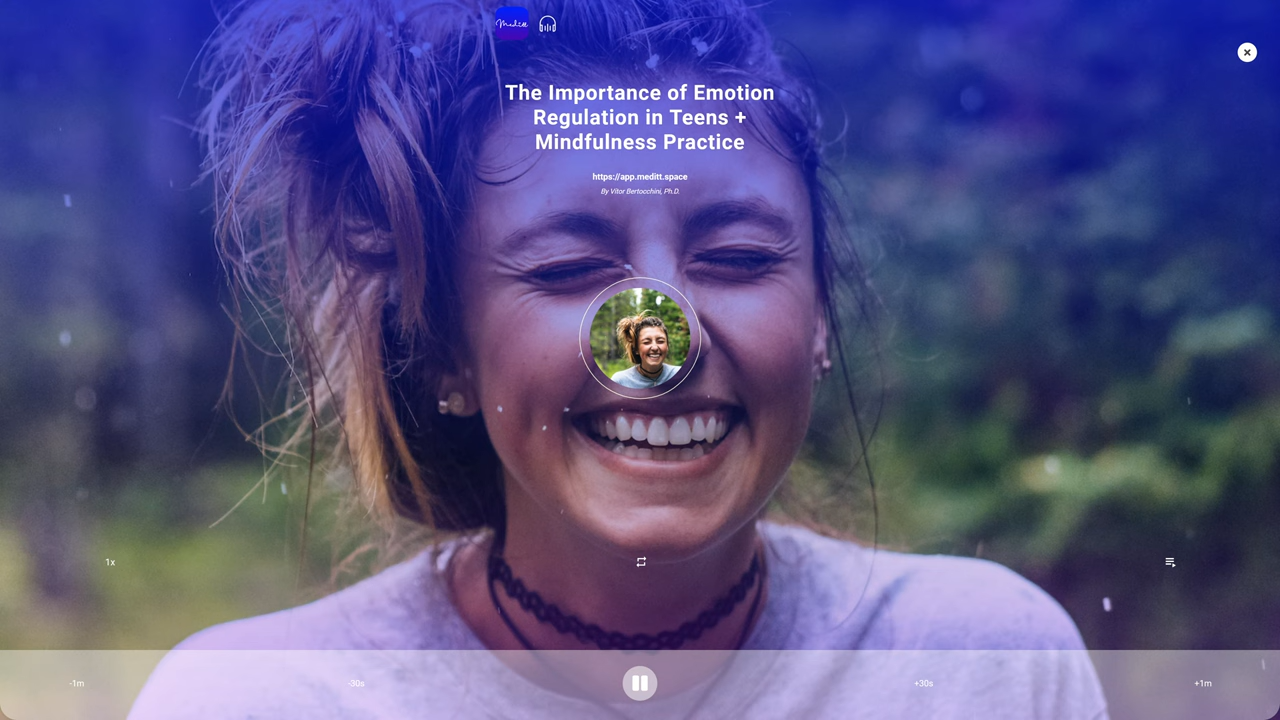 Meditt
The Importance of Emotion
Regulation in Teens +
Mindfulness Practice
https://app.meditt.space
By Vitor Bertocchini, Ph.D.
1x
-1m
-30s
+30s
+1m